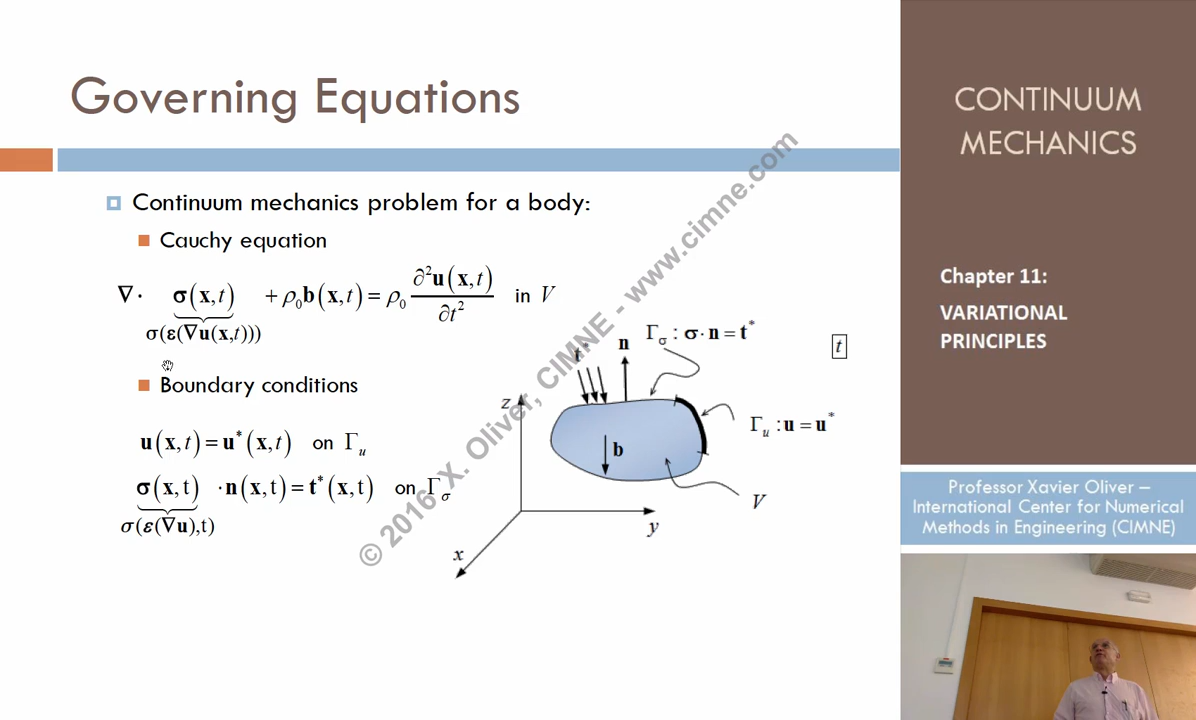 Governing Equations
Continuum mechanics problem for a body:
Cauchy equation
∇· σ(x,t) + ρ₀b(x,t) = ρ₀ ∂²u(x,t)/∂t² in V
σ(ε(∇u(x,t)))
Boundary conditions
u(x,t) = u*(x,t) on Γu
σ(x,t) · n(x,t) = t*(x,t) on Γσ
σ(ε(∇u),t)
Γσ : σ· n = t*
t
n
t*
z
Γu : u = u*
b
V
y
x
© 2016 X. Oliver, CIMNE - www.cimne.com
CONTINUUM
MECHANICS
Chapter 11:
VARIATIONAL
PRINCIPLES
Professor Xavier Oliver –
International Center for Numerical
Methods in Engineering (CIMNE)